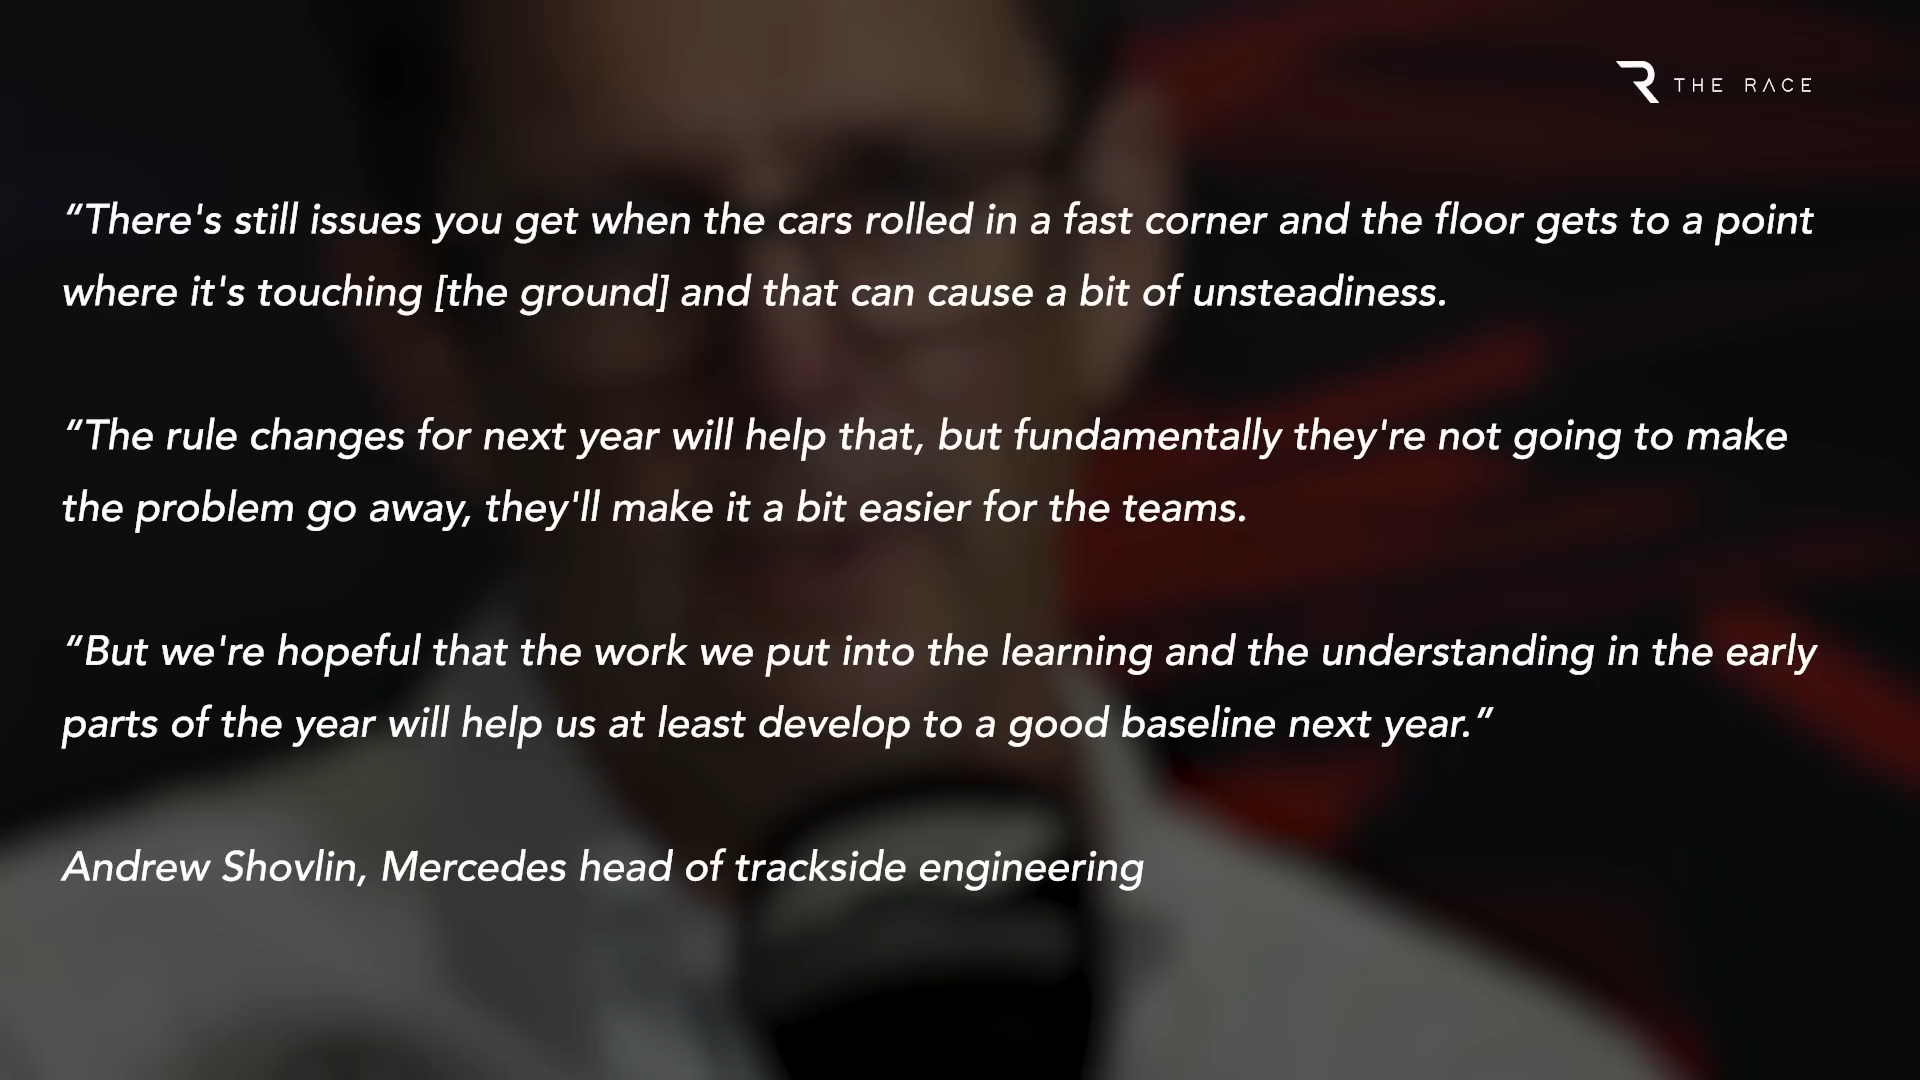 THE RACE
“There's still issues you get when the cars rolled in a fast corner and the floor gets to a point
where it's touching [the ground] and that can cause a bit of unsteadiness.
“The rule changes for next year will help that, but fundamentally they're not going to make
the problem go away, they'll make it a bit easier for the teams.
“But we're hopeful that the work we put into the learning and the understanding in the early
parts of the year will help us at least develop to a good baseline next year.”
Andrew Shovlin, Mercedes head of trackside engineering